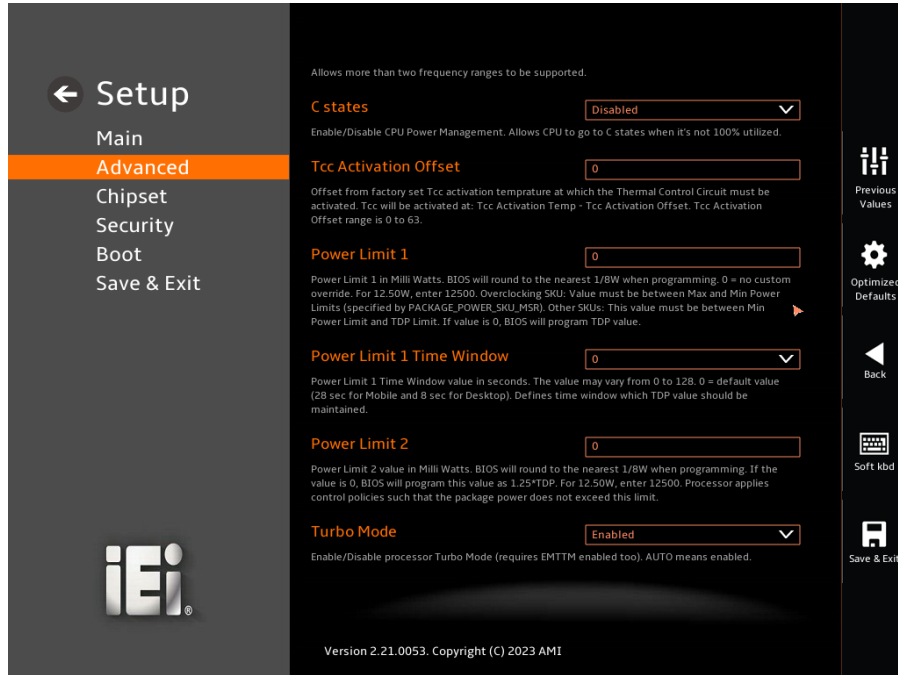 Setup
Main
Advanced
Chipset
Security
Boot
Save & Exit
iEi®
Allows more than two frequency ranges to be supported.
C states
Disabled
Enable/Disable CPU Power Management. Allows CPU to go to C states when it's not 100% utilized.
Tcc Activation Offset
0
Offset from factory set Tcc activation temprature at which the Thermal Control Circuit must be
activated. Tcc will be activated at: Tcc Activation Temp - Tcc Activation Offset. Tcc Activation
Offset range is 0 to 63.
Power Limit 1
0
Power Limit 1 in Milli Watts. BIOS will round to the nearest 1/8W when programming. 0 = no custom
override. For 12.50W, enter 12500. Overclocking SKU: Value must be between Max and Min Power
Limits (specified by PACKAGE_POWER_SKU_MSR). Other SKUs: This value must be between Min
Power Limit and TDP Limit. If value is 0, BIOS will program TDP value.
Power Limit 1 Time Window
0
Power Limit 1 Time Window value in seconds. The value may vary from 0 to 128. 0 = default value
(28 sec for Mobile and 8 sec for Desktop). Defines time window which TDP value should be
maintained.
Power Limit 2
0
Power Limit 2 value in Milli Watts. BIOS will round to the nearest 1/8W when programming. If the
value is 0, BIOS will program this value as 1.25*TDP. For 12.50W, enter 12500. Processor applies
control policies such that the package power does not exceed this limit.
Turbo Mode
Enabled
Enable/Disable processor Turbo Mode (requires EMTTM enabled too). AUTO means enabled.
Version 2.21.0053. Copyright (C) 2023 AMI
Previous
Values
Optimized
Defaults
Back
Soft kbd
Save & Exit